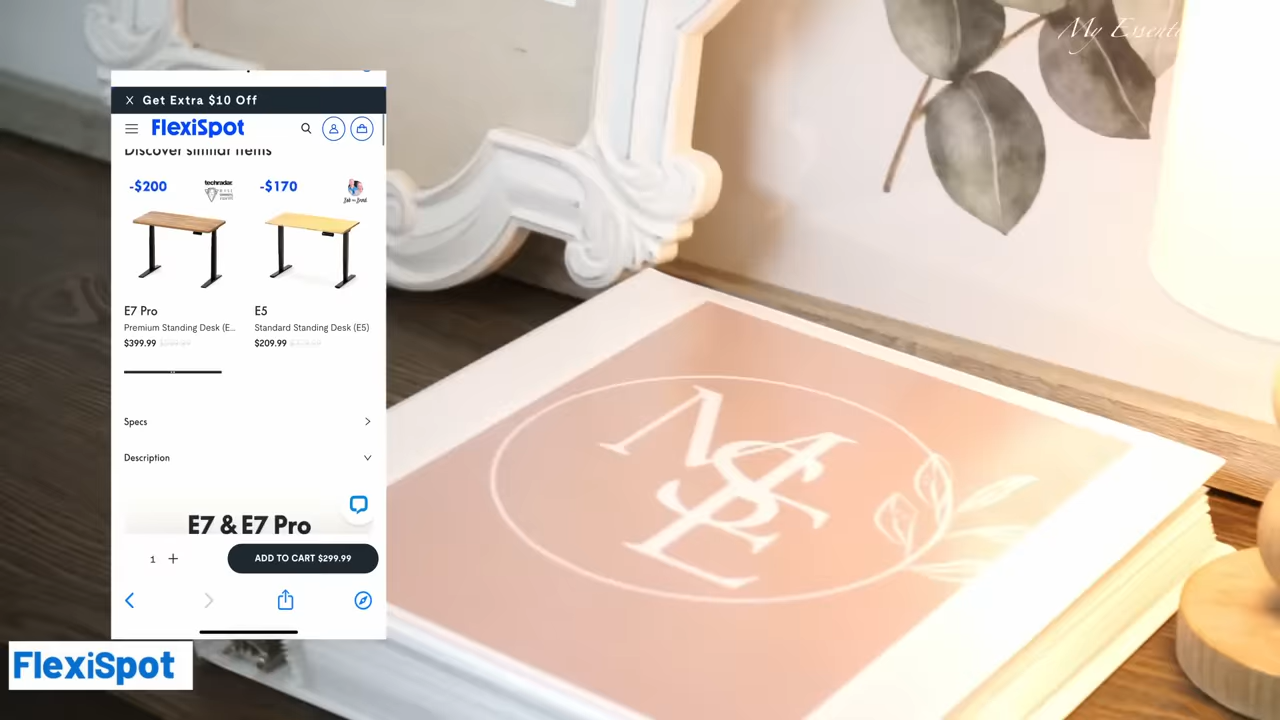 My Essenti
X Get Extra $10 Off
FlexiSpot
Discover similar items
-$200
techradar
-$170
E7 Pro
Premium Standing Desk (E...
$399.99
E5
Standard Standing Desk (E5)
$209.99
Specs
Description
E7 & E7 Pro
1 +
ADD TO CART $299.99
FlexiSpot
MSE